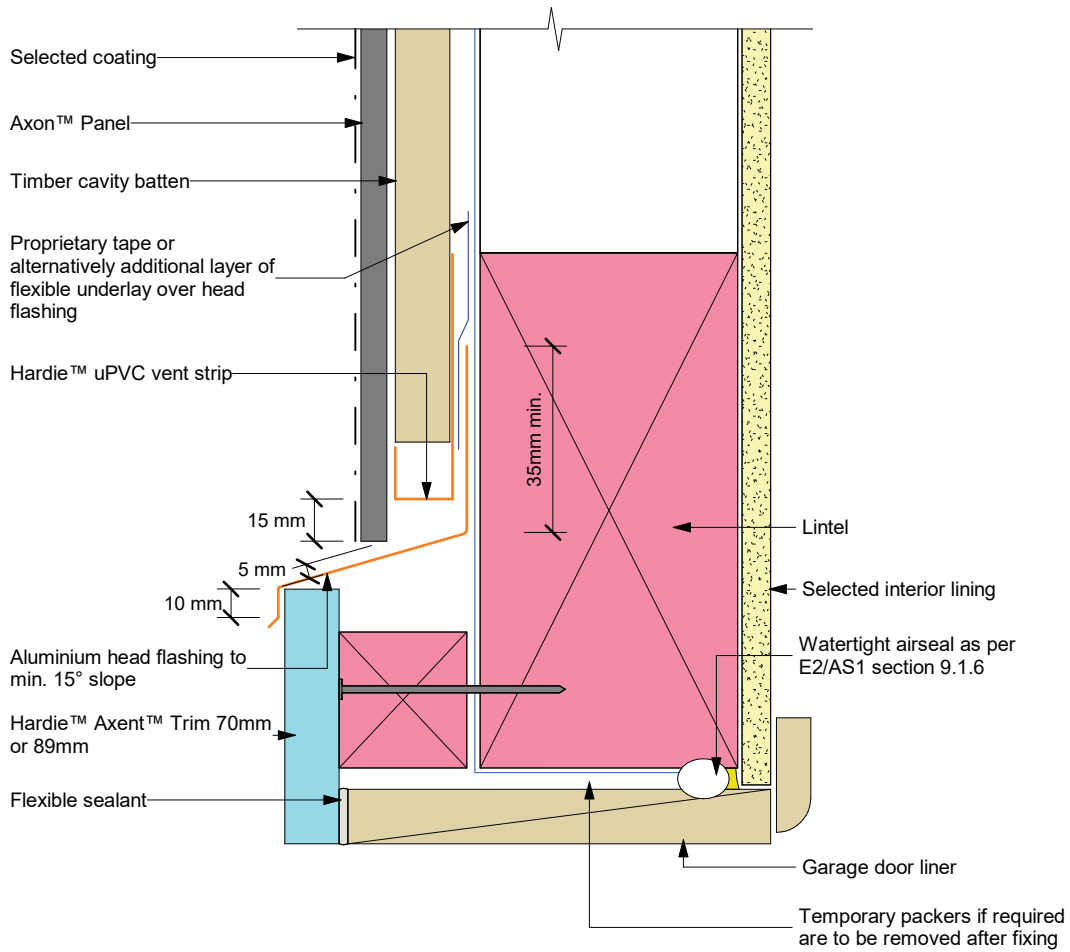 Selected coating
Axon™ Panel
Timber cavity batten
Proprietary tape or
alternatively additional layer of
flexible underlay over head
flashing
Hardie™ uPVC vent strip
35mm min.
15 mm
5 mm
10 mm
Aluminium head flashing to
min. 15° slope
Hardie™ Axent™ Trim 70mm
or 89mm
Flexible sealant
Lintel
Selected interior lining
Watertight airseal as per
E2/AS1 section 9.1.6
Garage door liner
Temporary packers if required
are to be removed after fixing